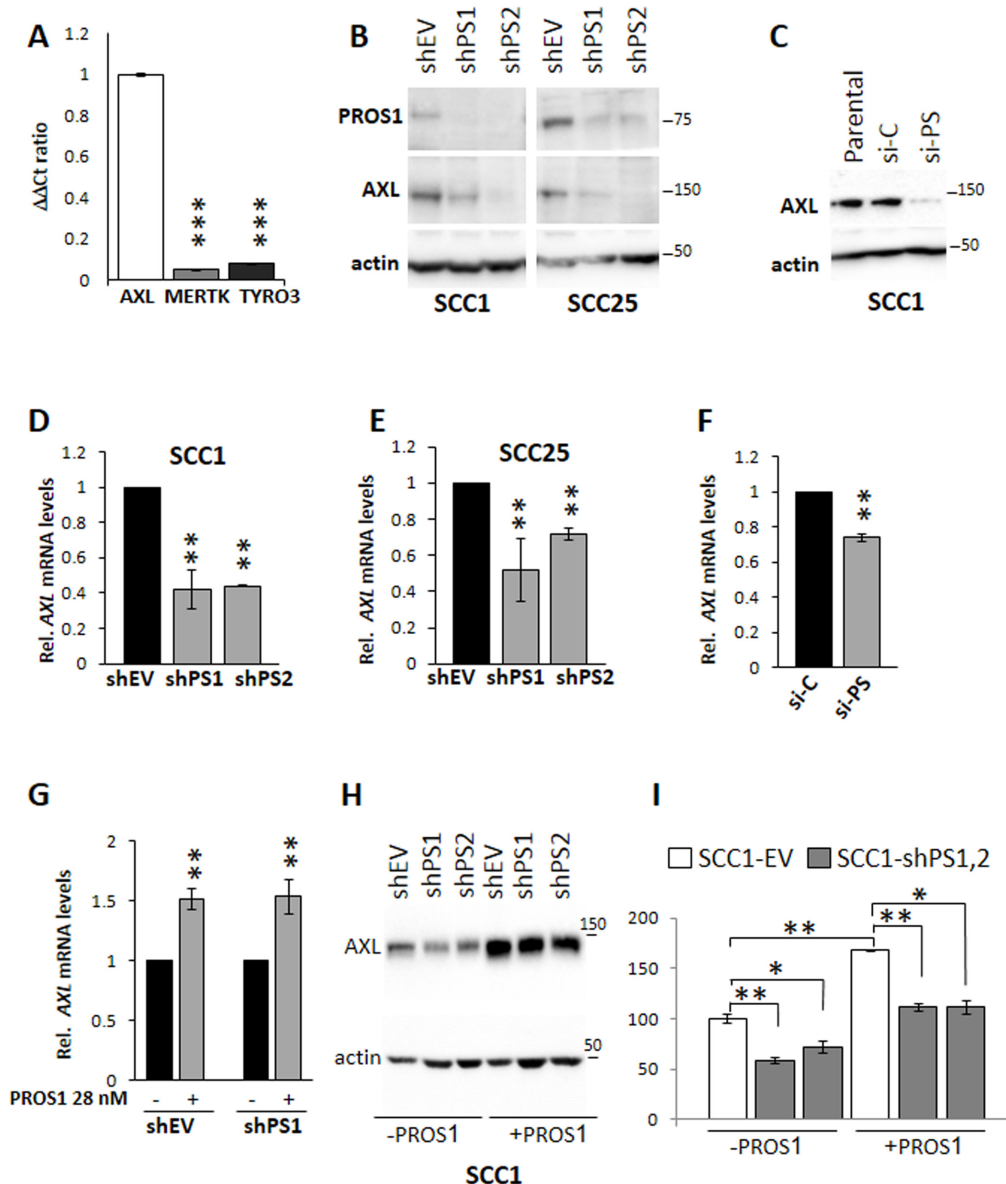 A
1.2
1
0.8
0.6
0.4
0.2
0
ΔΔCt ratio
***
***
AXL MERTK TYRO3
B
shEV
shPS1
shPS2
shEV
shPS1
shPS2
PROS1
–75
AXL
–150
actin
–50
SCC1
SCC25
C
Parental
si-C
si-PS
AXL
–150
actin
–50
SCC1
D
SCC1
1.2
1
0.8
0.6
0.4
0.2
0
Rel. AXL mRNA levels
**
**
shEV shPS1 shPS2
E
SCC25
1.2
1
0.8
0.6
0.4
0.2
0
Rel. AXL mRNA levels
**
**
shEV shPS1 shPS2
F
1.2
1
0.8
0.6
0.4
0.2
0
Rel. AXL mRNA levels
**
si-C
si-PS
G
2
1.5
1
0.5
0
Rel. AXL mRNA levels
**
**
PROS1 28 nM - + - +
shEV shPS1
H
shEV
shPS1
shPS2
shEV
shPS1
shPS2
AXL
150
actin
50
-PROS1 +PROS1
SCC1
I
SCC1-EV SCC1-shPS1,2
200
150
100
50
0
**
*
**
*
**
-PROS1 +PROS1